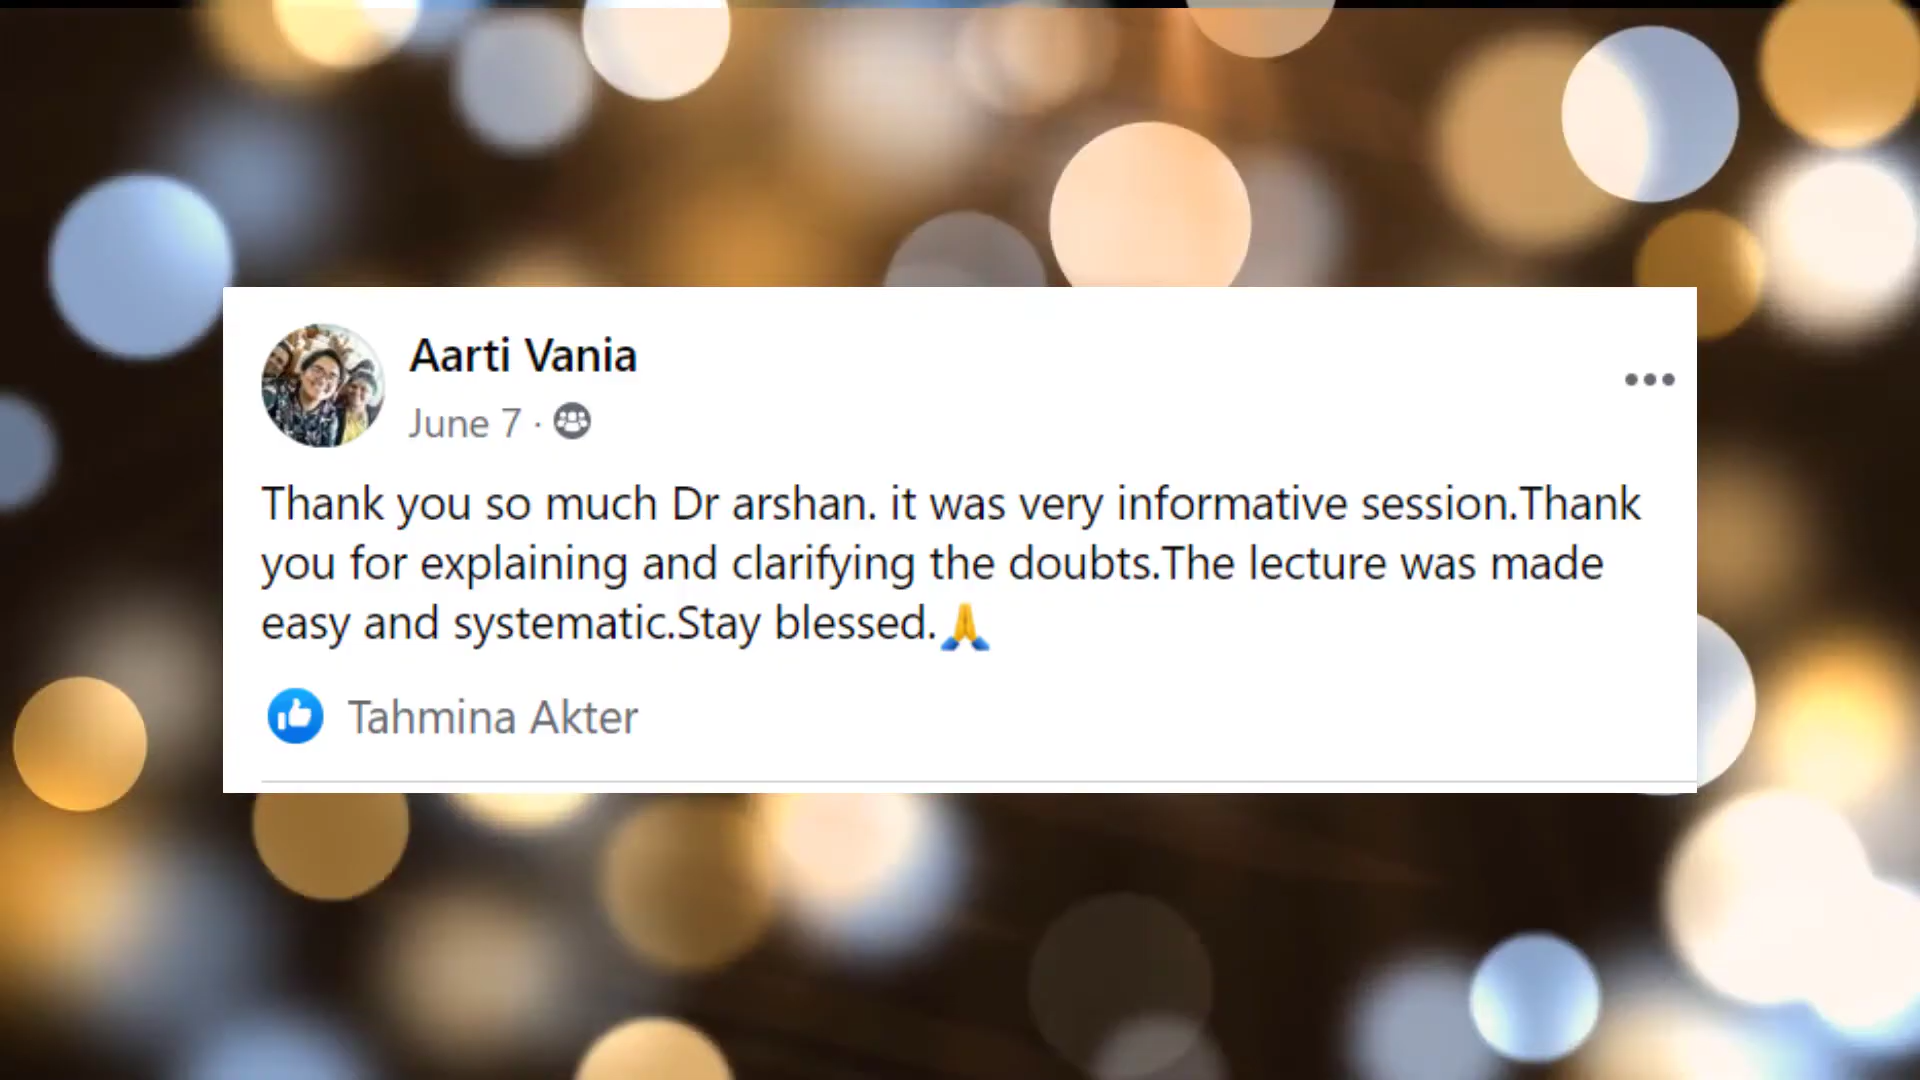 Aarti Vania
June 7 ·
Thank you so much Dr arshan. it was very informative session.Thank
you for explaining and clarifying the doubts.The lecture was made
easy and systematic.Stay blessed.🙏
Tahmina Akter